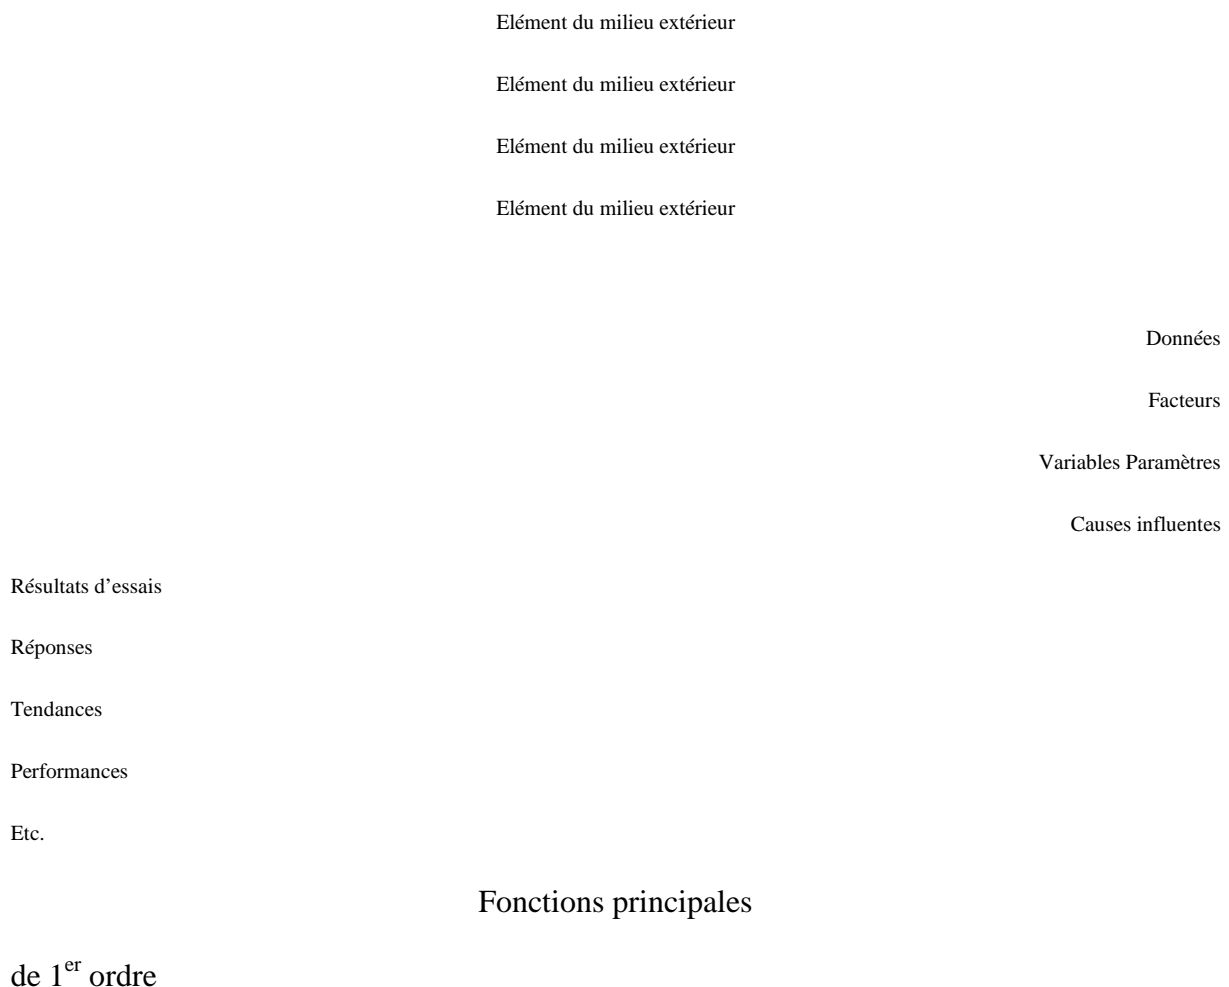 Elément du milieu extérieur
Elément du milieu extérieur
Elément du milieu extérieur
Elément du milieu extérieur
Données
Facteurs
Variables Paramètres
Causes influentes
Résultats d’essais
Réponses
Tendances
Performances
Etc.
Fonctions principales
de 1er ordre